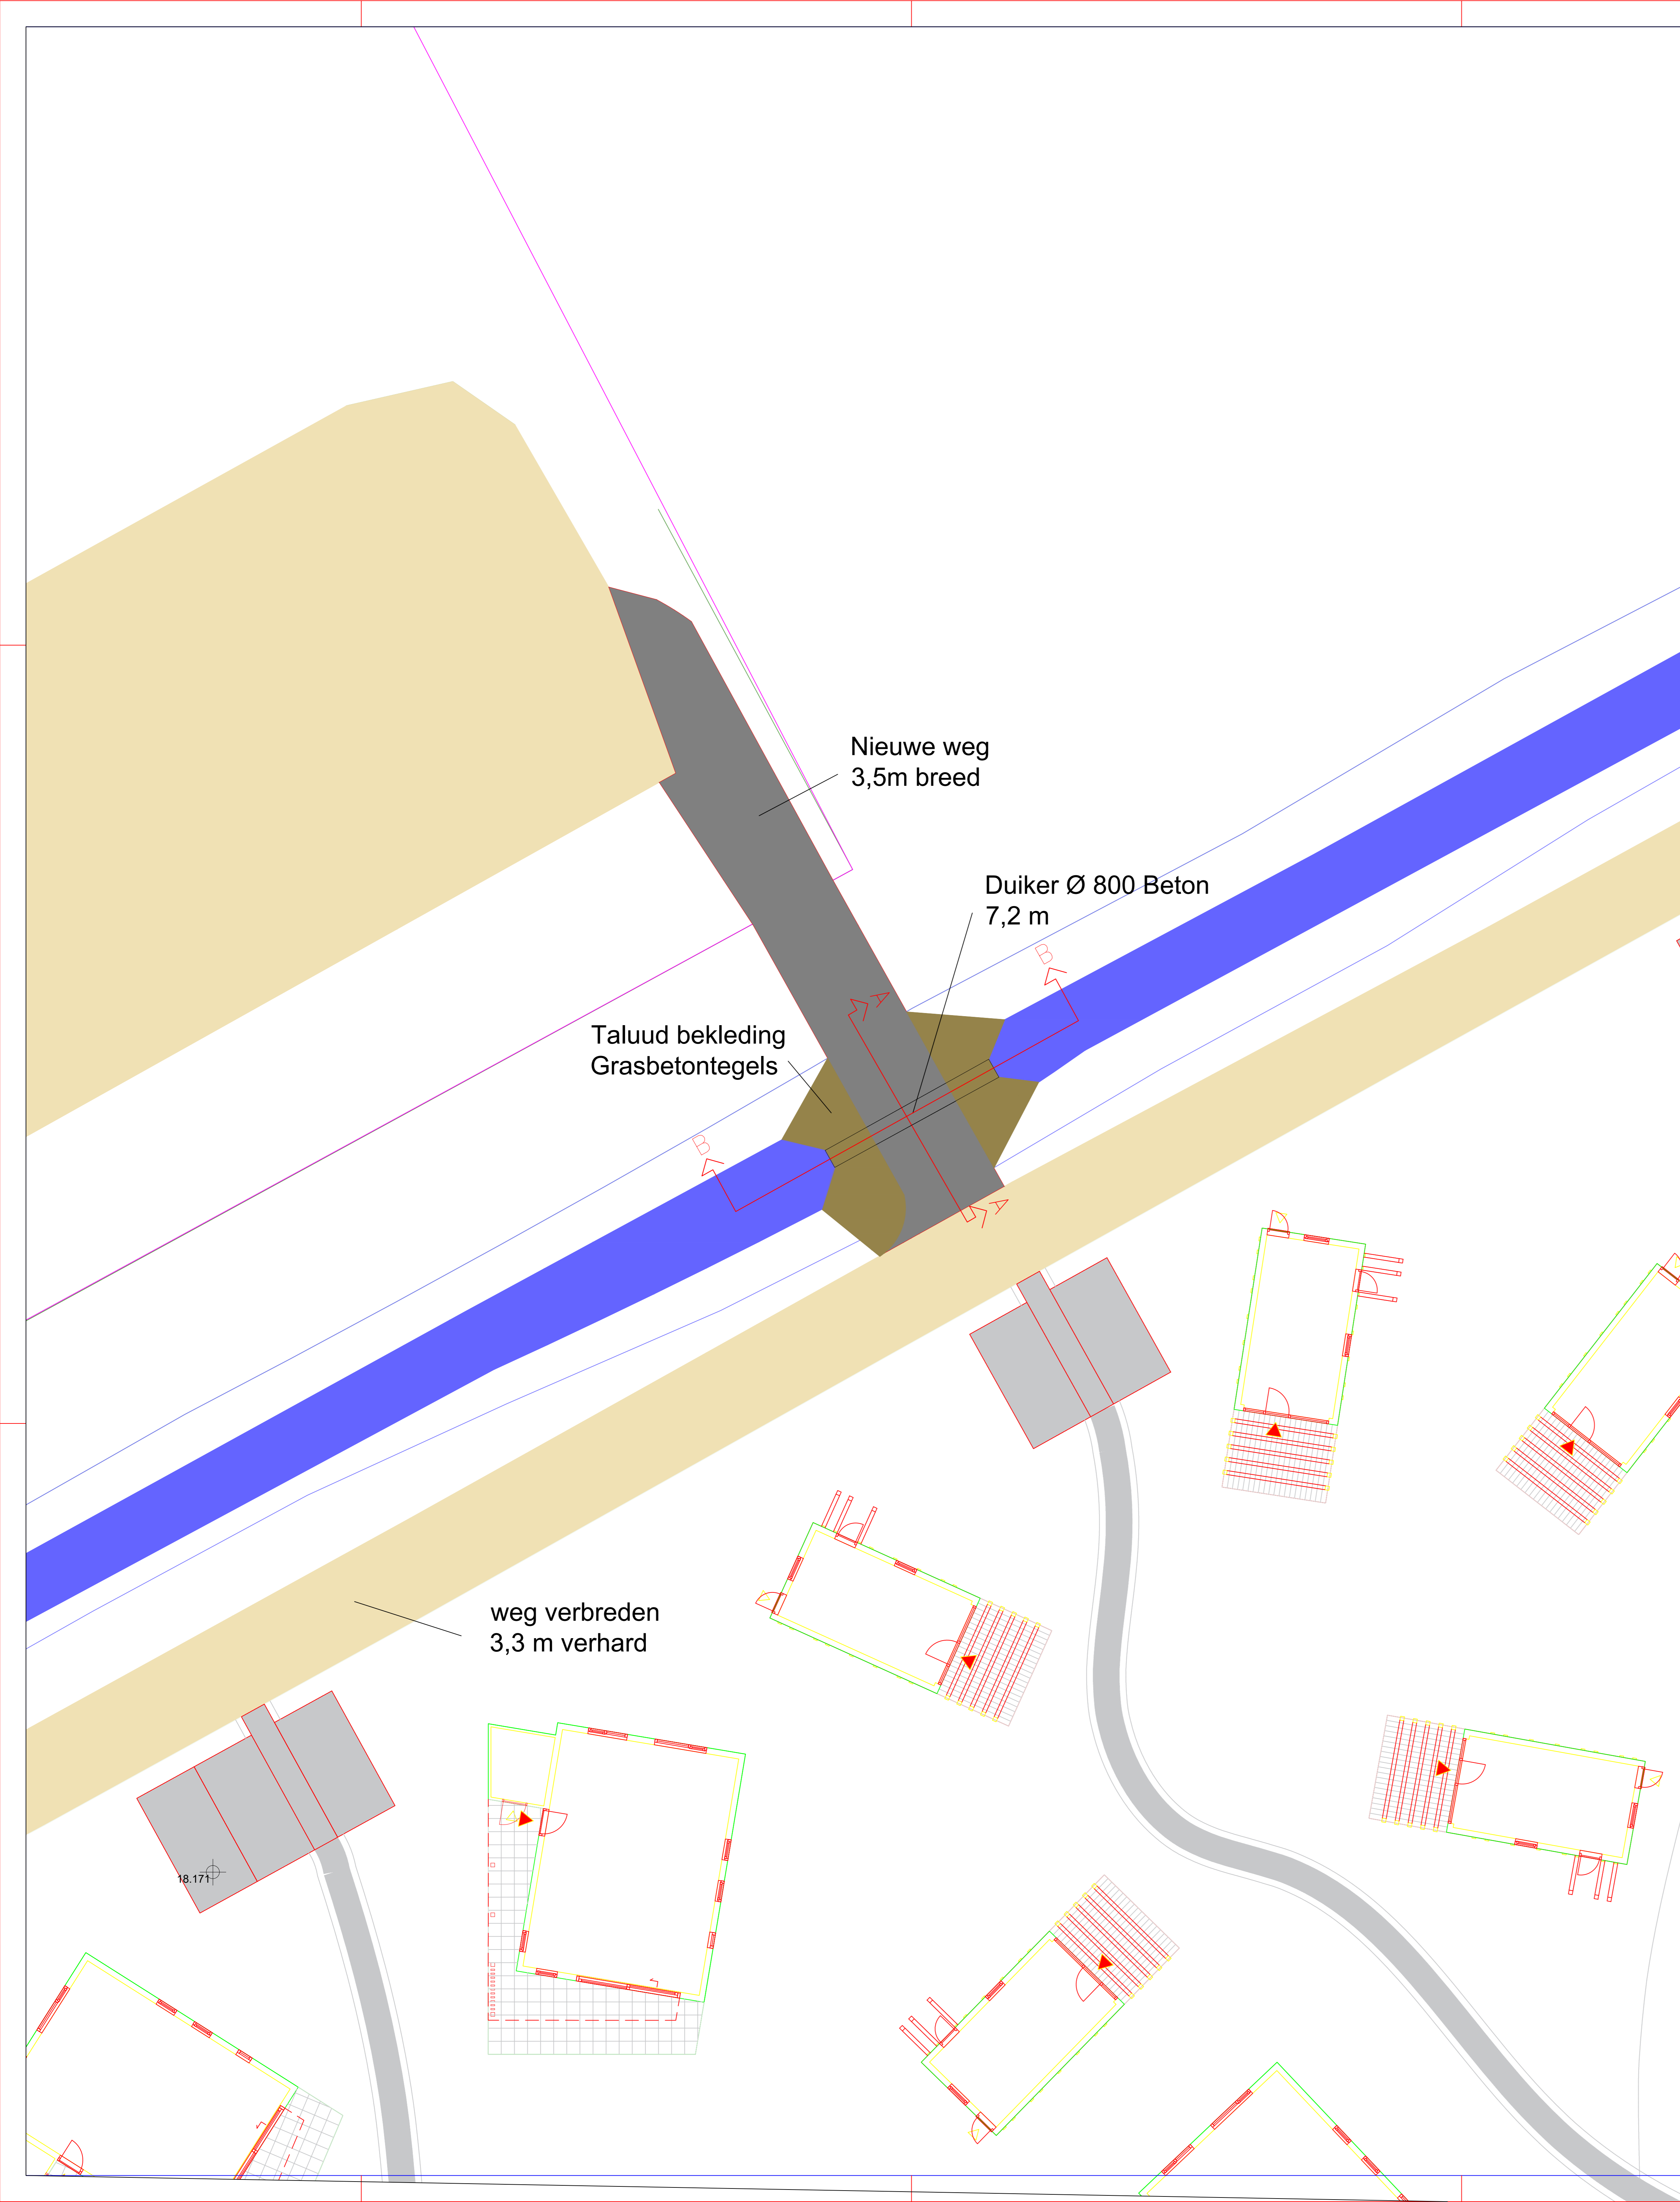 Nieuwe weg
3,5m breed
Duiker Ø 800 Beton
7,2 m
B
A
Taluud bekleding
Grasbetontegels
B
A
weg verbreden
3,3 m verhard
18.171